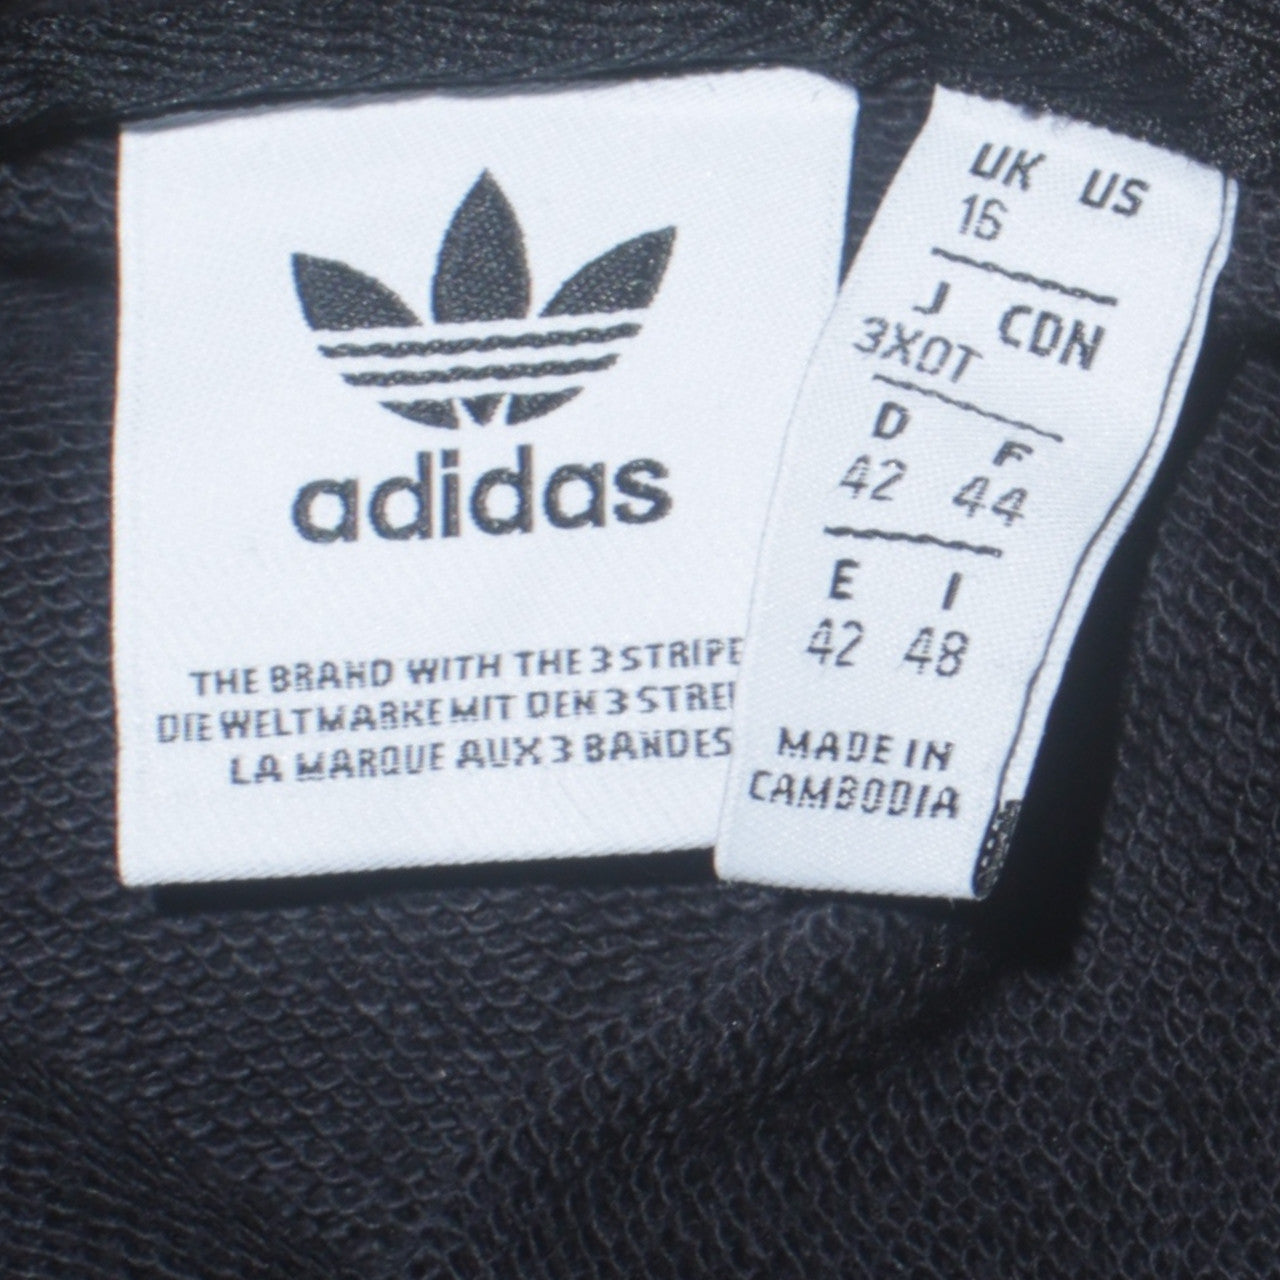 adidas
THE BRAND WITH THE 3 STRIPE
DIE WELTMARKE MIT DEN 3 STREI
LA MARQUE AUX 3 BANDES
UK US
16
J CDN
3XOT
D F
42 44
E I
42 48
MADE IN
CAMBODIA